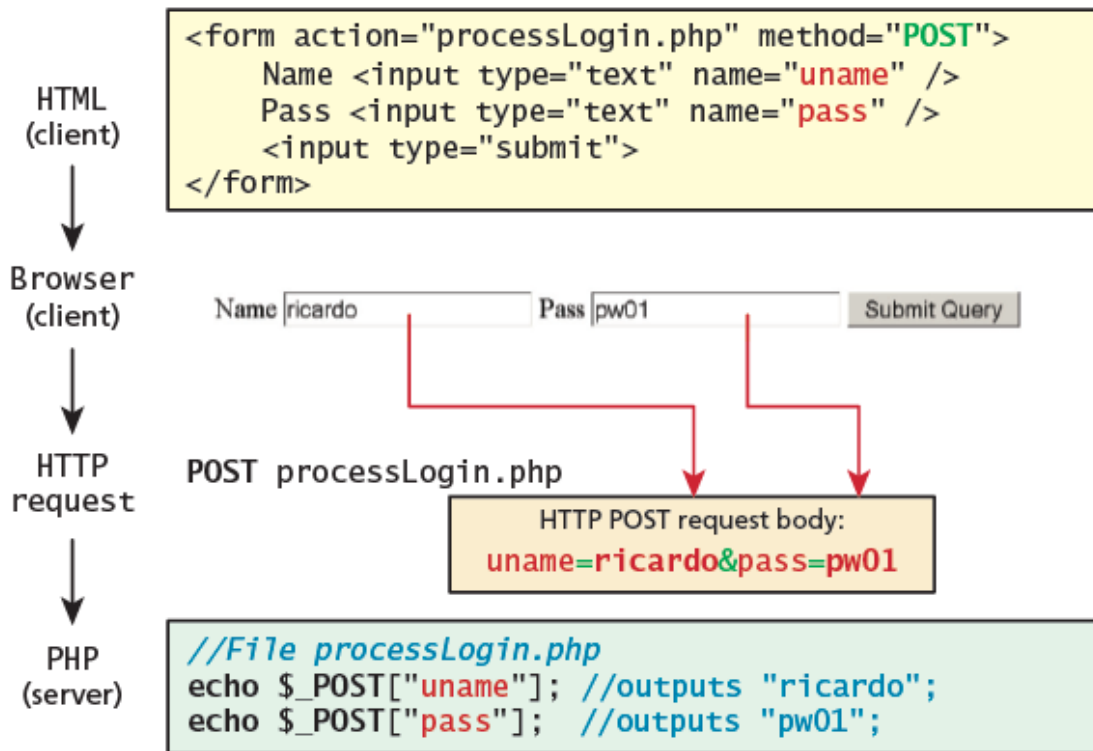 <form action="processLogin.php" method="POST">
Name <input type="text" name="uname" />
Pass <input type="text" name="pass" />
<input type="submit">
</form>
HTML
(client)
Browser
(client)
Name ricardo Pass pw01 Submit Query
HTTP
request
POST processLogin.php
HTTP POST request body:
uname=ricardo&pass=pw01
PHP
(server)
//File processLogin.php
echo $_POST["uname"]; //outputs "ricardo";
echo $_POST["pass"]; //outputs "pw01";